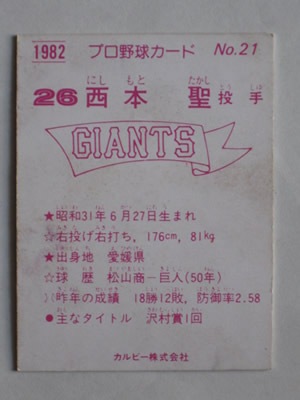 1982 プロ野球カード No.21
にし もと たかし とう しゅ
26 西本 聖 投手
GIANTS
★昭和31年6月27日生まれ
☆右投げ右打ち, 176cm, 81kg
★出身地 愛媛県
☆球歴 松山商―巨人(50年)
☆昨年の成績 18勝12敗, 防御率2.58
●主なタイトル 沢村賞1回
カルビー株式会社